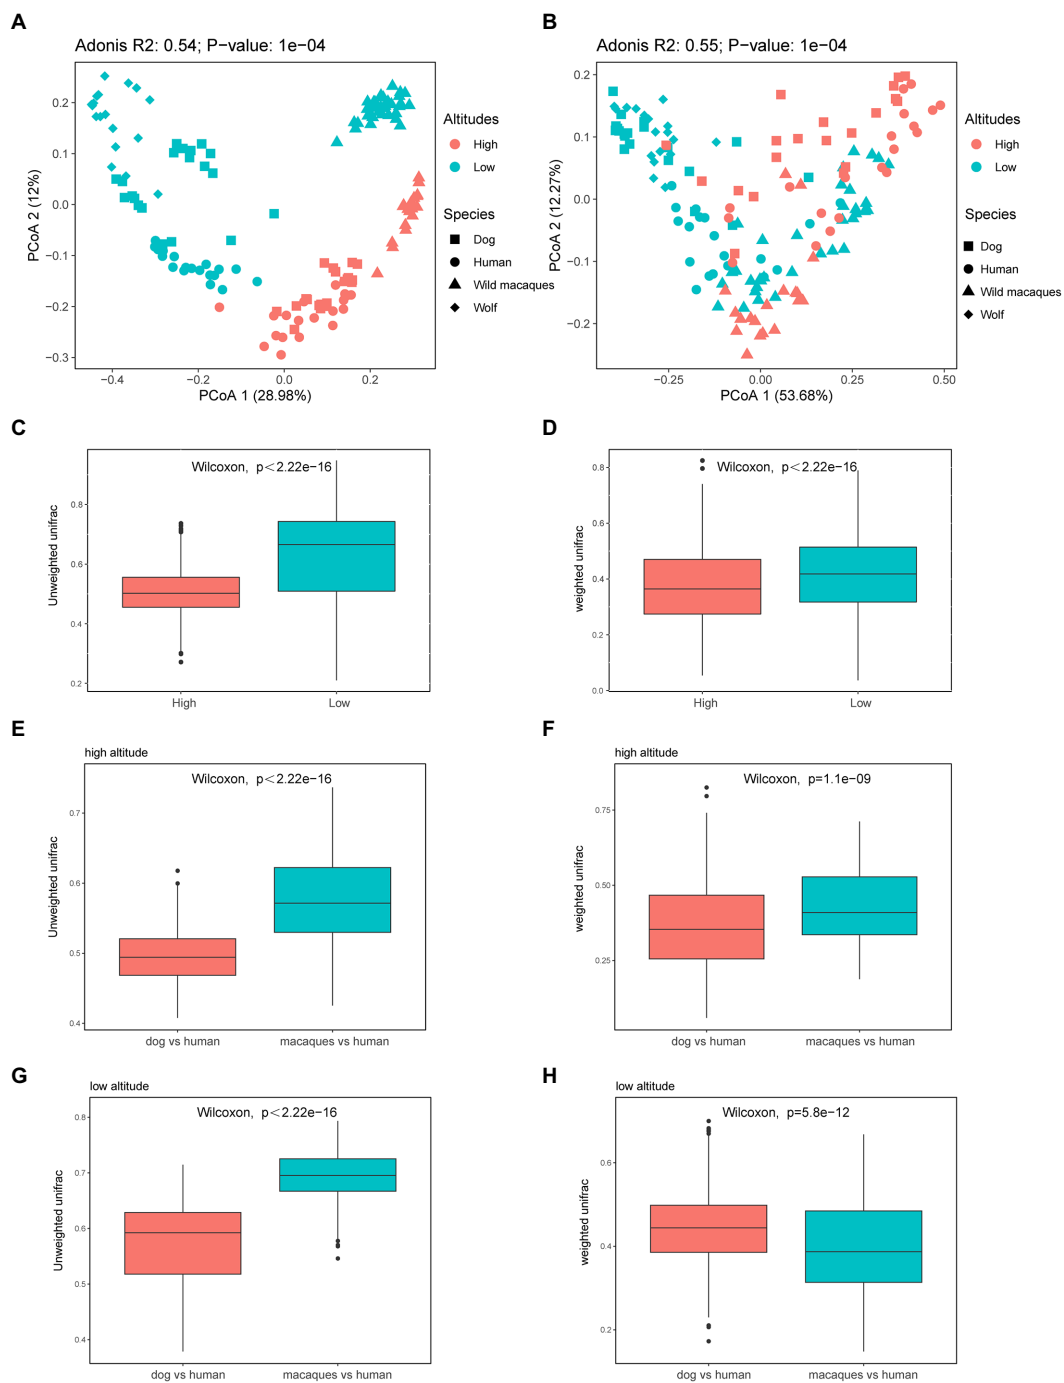 A
Adonis R2: 0.54; P-value: 1e−04
PCoA 2 (12%)
0.2
0.1
0.0
−0.1
−0.2
−0.3
−0.4
−0.2
0.0
0.2
PCoA 1 (28.98%)
Altitudes
High
Low
Species
Dog
Human
Wild macaques
Wolf
B
Adonis R2: 0.55; P-value: 1e−04
PCoA 2 (12.27%)
0.2
0.1
0.0
−0.1
−0.2
−0.25
0.00
0.25
0.50
PCoA 1 (53.68%)
Altitudes
High
Low
Species
Dog
Human
Wild macaques
Wolf
C
Wilcoxon, p<2.22e−16
Unweighted unifrac
0.8
0.6
0.4
0.2
High
Low
D
Wilcoxon, p<2.22e−16
weighted unifrac
0.8
0.6
0.4
0.2
0.0
High
Low
E
high altitude
Wilcoxon, p<2.22e−16
Unweighted unifrac
0.7
0.6
0.5
0.4
dog vs human
macaques vs human
F
high altitude
Wilcoxon, p=1.1e−09
weighted unifrac
0.75
0.50
0.25
dog vs human
macaques vs human
G
low altitude
Wilcoxon, p<2.22e−16
Unweighted unifrac
0.8
0.7
0.6
0.5
0.4
dog vs human
macaques vs human
H
low altitude
Wilcoxon, p=5.8e−12
weighted unifrac
0.6
0.4
0.2
dog vs human
macaques vs human